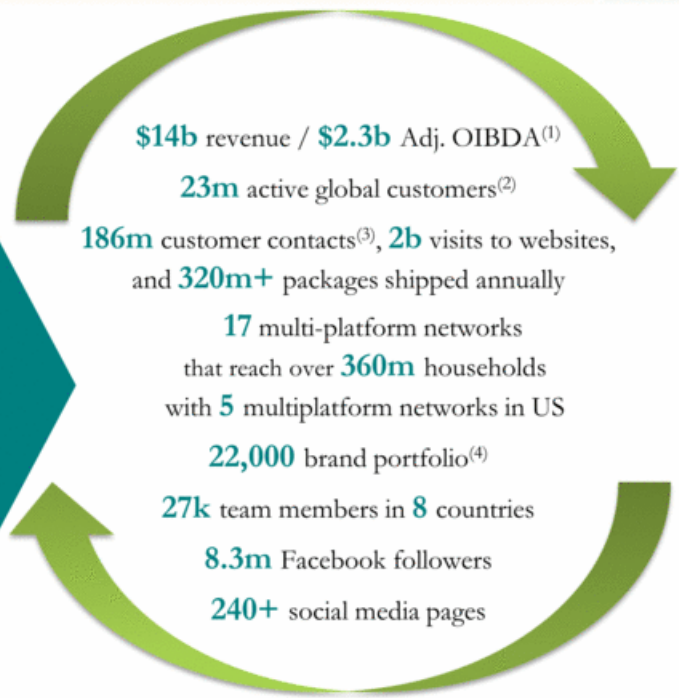 $14b revenue / $2.3b Adj. OIBDA(1)
23m active global customers(2)
186m customer contacts(3), 2b visits to websites,
and 320m+ packages shipped annually
17 multi-platform networks
that reach over 360m households
with 5 multiplatform networks in US
22,000 brand portfolio(4)
27k team members in 8 countries
8.3m Facebook followers
240+ social media pages